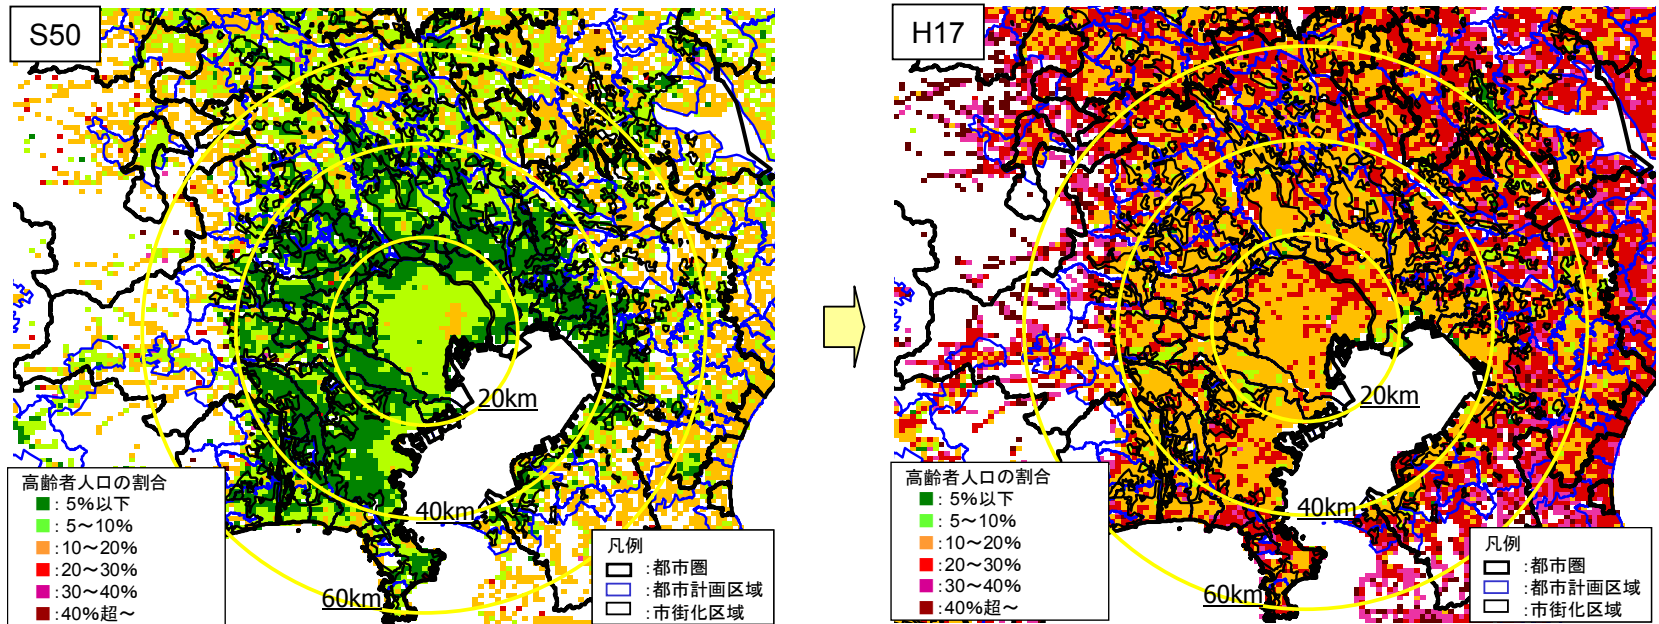 S50
20km
40km
60km
高齢者人口の割合
: 5%以下
: 5～10%
:10～20%
:20～30%
:30～40%
:40%超～
凡例
:都市圏
:都市計画区域
:市街化区域
H17
20km
40km
60km
高齢者人口の割合
: 5%以下
: 5～10%
:10～20%
:20～30%
:30～40%
:40%超～
凡例
:都市圏
:都市計画区域
:市街化区域